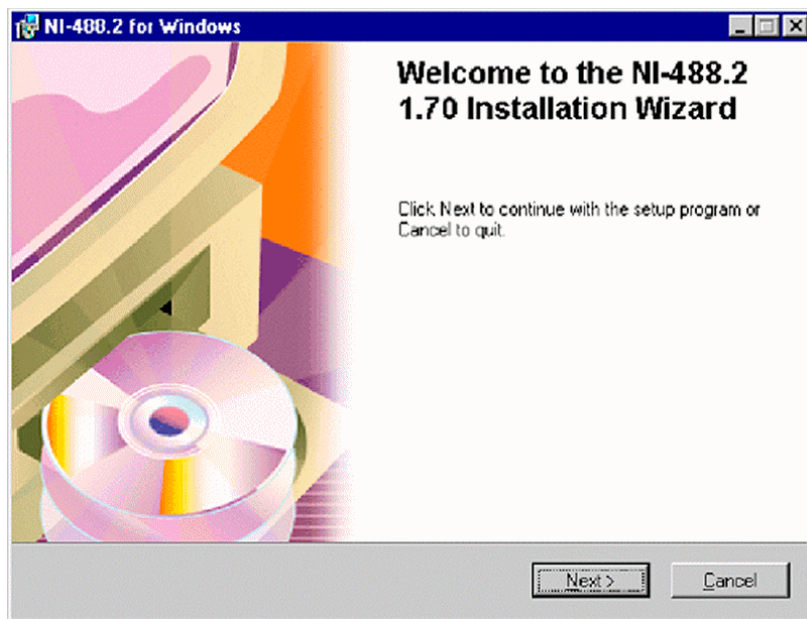 NI-488.2 for Windows
Welcome to the NI-488.2
1.70 Installation Wizard
Click Next to continue with the setup program or
Cancel to quit.
Next >
Cancel